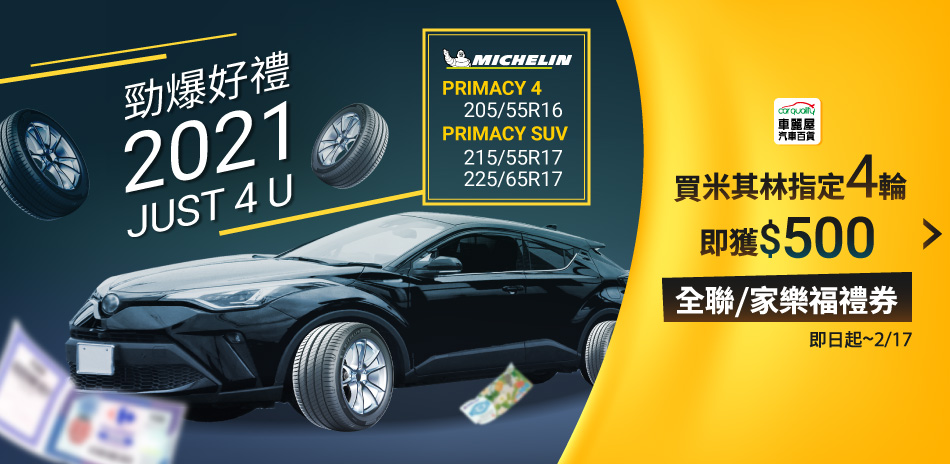 勁爆好禮
2021
JUST 4 U
MICHELIN
PRIMACY 4
205/55R16
PRIMACY SUV
215/55R17
225/65R17
car quality
車麗屋
汽車百貨
買米其林指定4輪
即獲$500
全聯/家樂福禮券
即日起~2/17